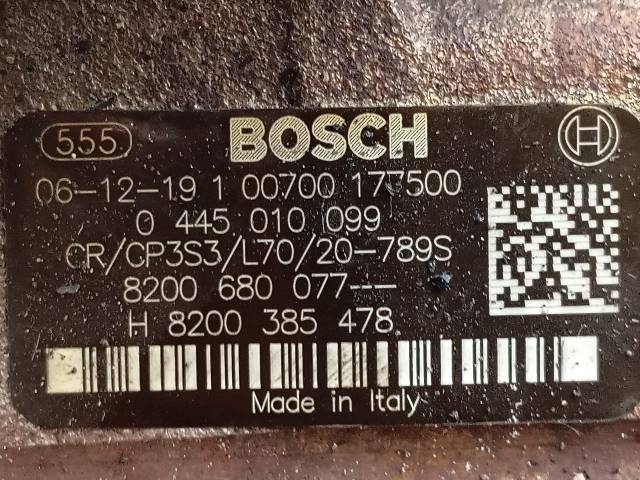 555 BOSCH H
06-12-19 1 00700 177500
0 445 010 099
CR/CP3S3/L70/20-789S
8200 680 077---
H 8200 385 478
Made in Italy